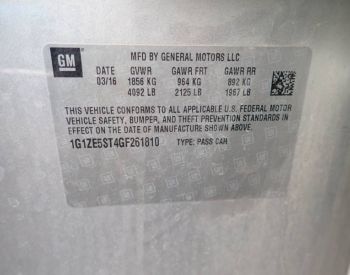 GM
MFD BY GENERAL MOTORS LLC
DATE GVWR GAWR FRT GAWR RR
03/16 1856 KG 964 KG 892 KG
4092 LB 2125 LB 1967 LB
THIS VEHICLE CONFORMS TO ALL APPLICABLE U.S. FEDERAL MOTOR
VEHICLE SAFETY, BUMPER, AND THEFT PREVENTION STANDARDS IN
EFFECT ON THE DATE OF MANUFACTURE SHOWN ABOVE.
1G1ZE5ST4GF261810 TYPE: PASS CAR